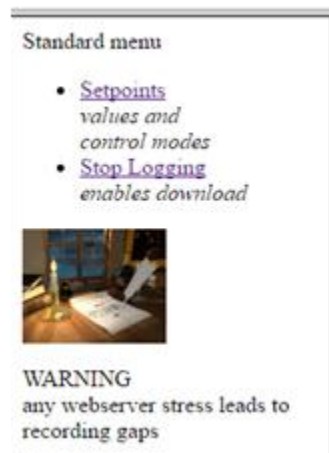 Standard menu
Setpoints
values and
control modes
Stop Logging
enables download
WARNING
any webserver stress leads to
recording gaps